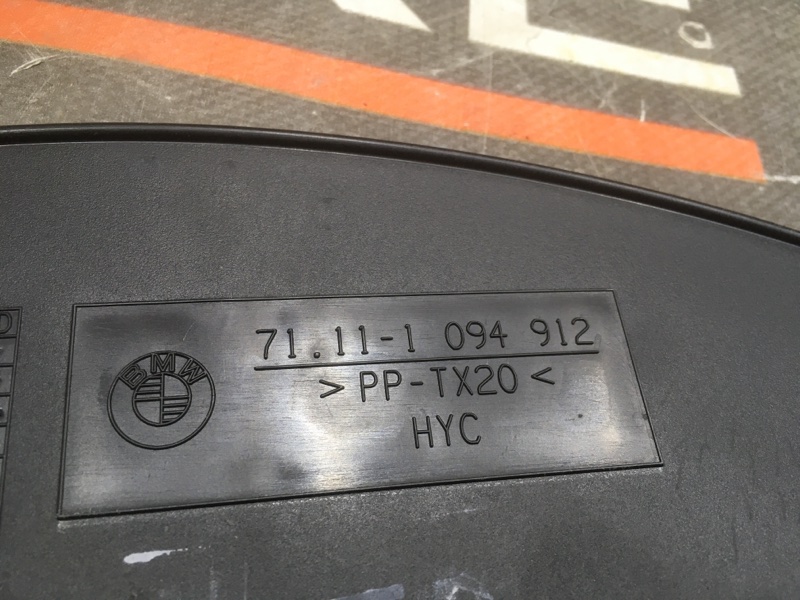 BMW
71.11-1 094 912
> PP-TX20 <
HYC